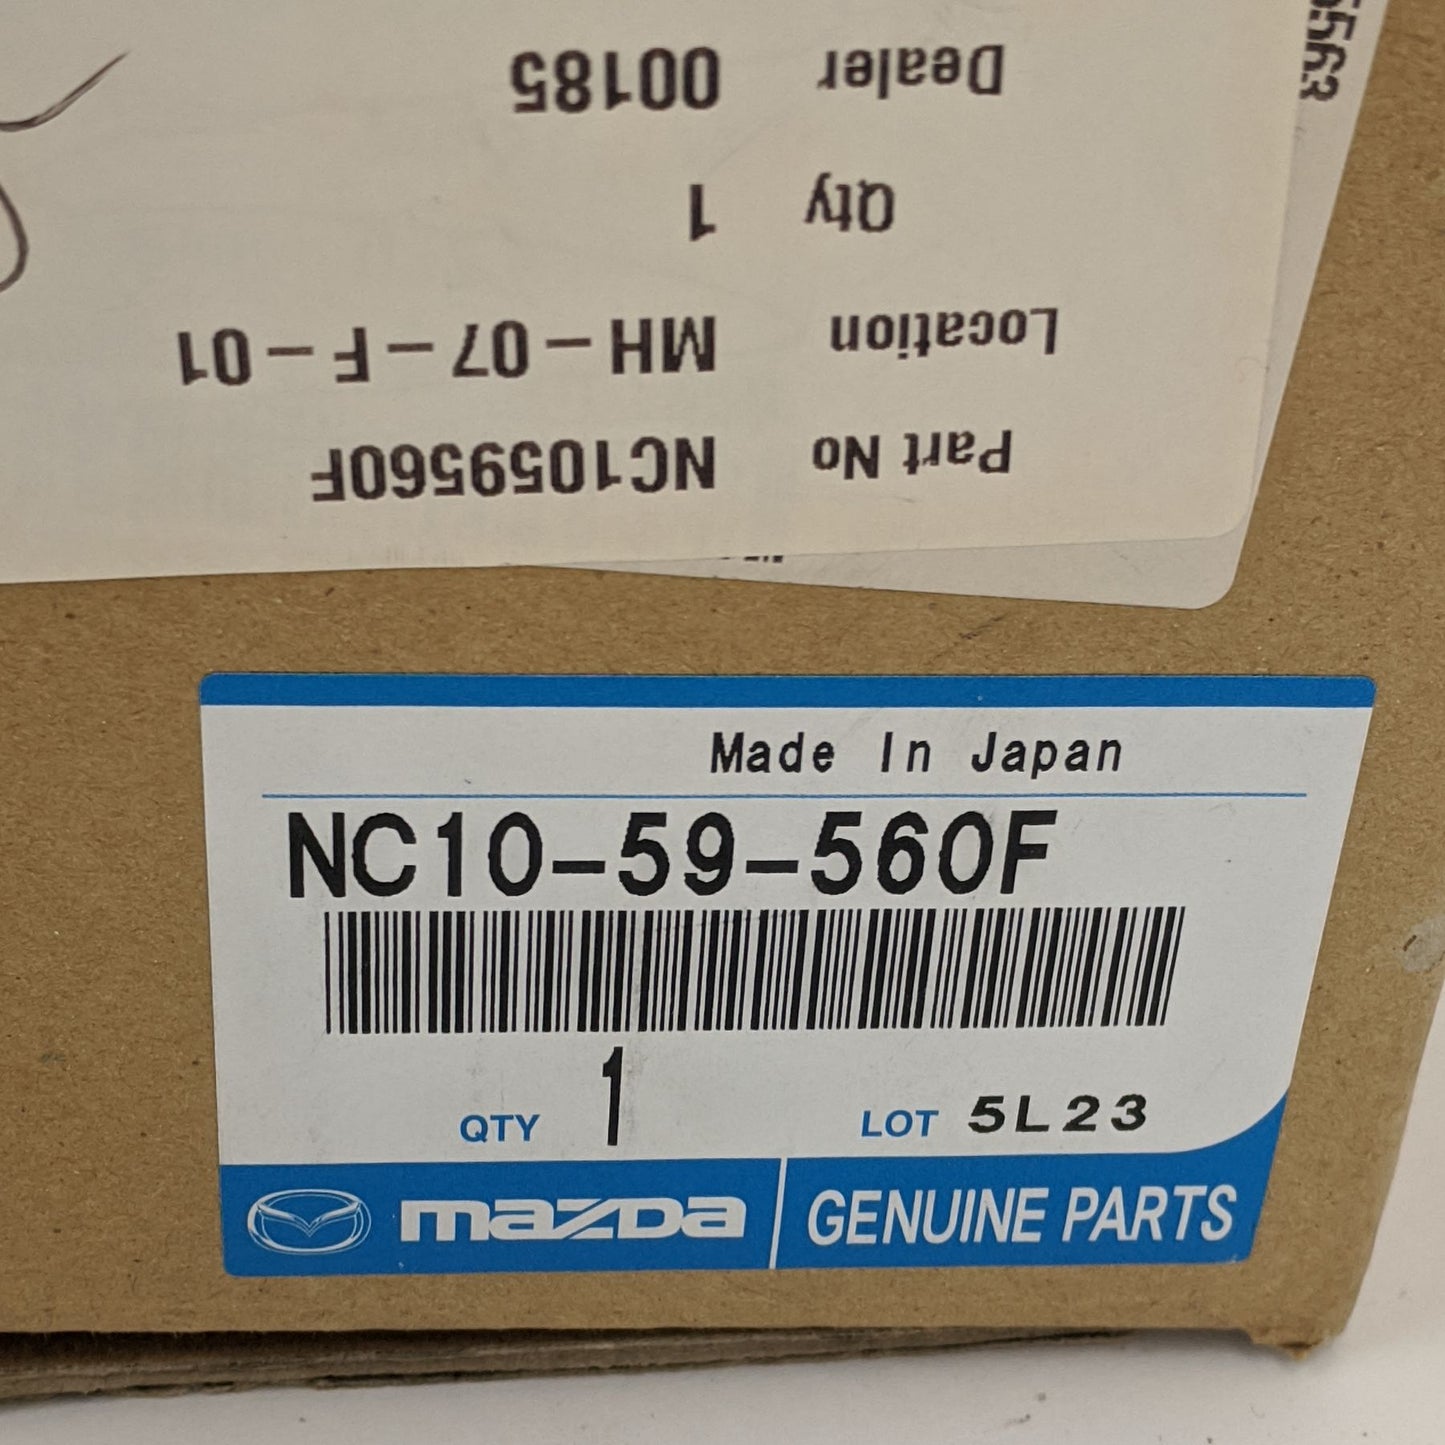 Part No NC1059560F
Location MH-07-F-01
Qty 1
Dealer 00185
5563
Made In Japan
NC10-59-560F
QTY 1 LOT 5L23
mazda GENUINE PARTS